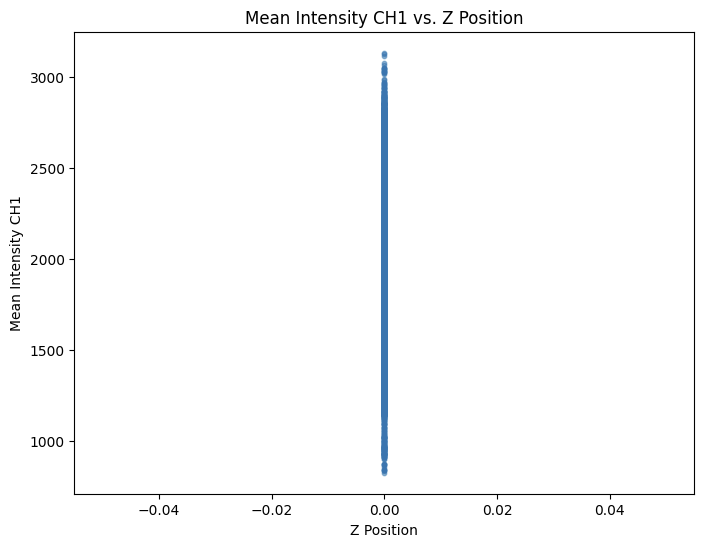 Mean Intensity CH1 vs. Z Position
3000
2500
2000
1500
1000
Mean Intensity CH1
−0.04 −0.02 0.00 0.02 0.04
Z Position